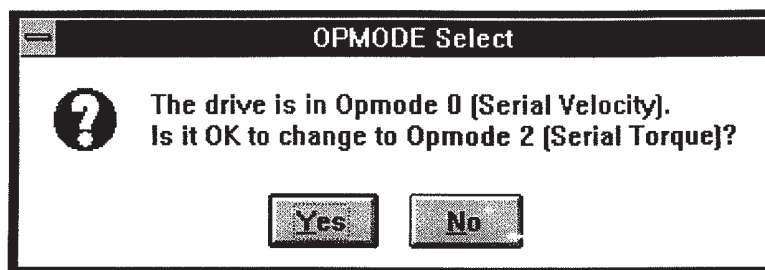 OPMODE Select
The drive is in Opmode 0 (Serial Velocity).
Is it OK to change to Opmode 2 (Serial Torque)?
Yes No